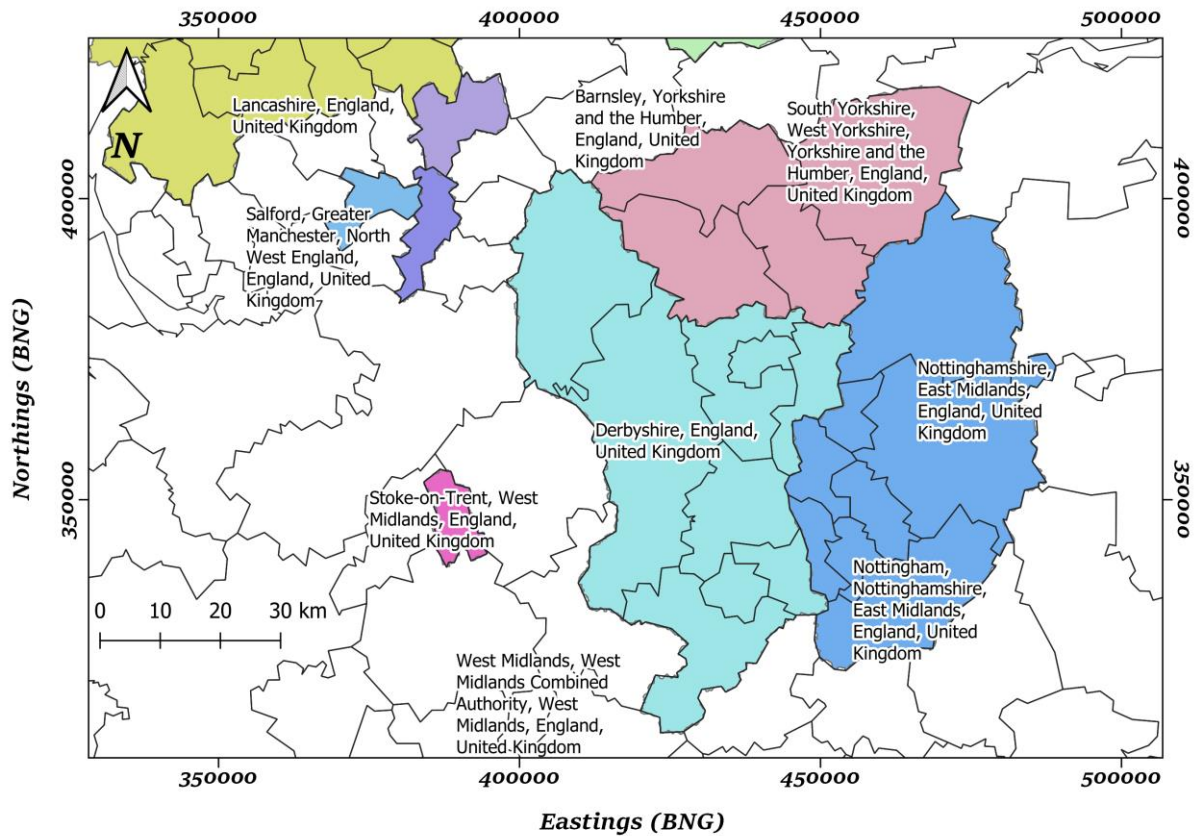 350000
400000
450000
500000
N
Lancashire, England,
United Kingdom
Barnsley, Yorkshire
and the Humber,
England, United
Kingdom
South Yorkshire,
West Yorkshire,
Yorkshire and the
Humber, England,
United Kingdom
400000
400000
Salford, Greater
Manchester, North
West England,
England, United
Kingdom
Northings (BNG)
Nottinghamshire,
East Midlands,
England, United
Kingdom
Derbyshire, England,
United Kingdom
350000
350000
Stoke-on-Trent, West
Midlands, England,
United Kingdom
Nottingham,
Nottinghamshire,
East Midlands,
England, United
Kingdom
0 10 20 30 km
West Midlands, West
Midlands Combined
Authority, West
Midlands, England,
United Kingdom
350000
400000
450000
500000
Eastings (BNG)